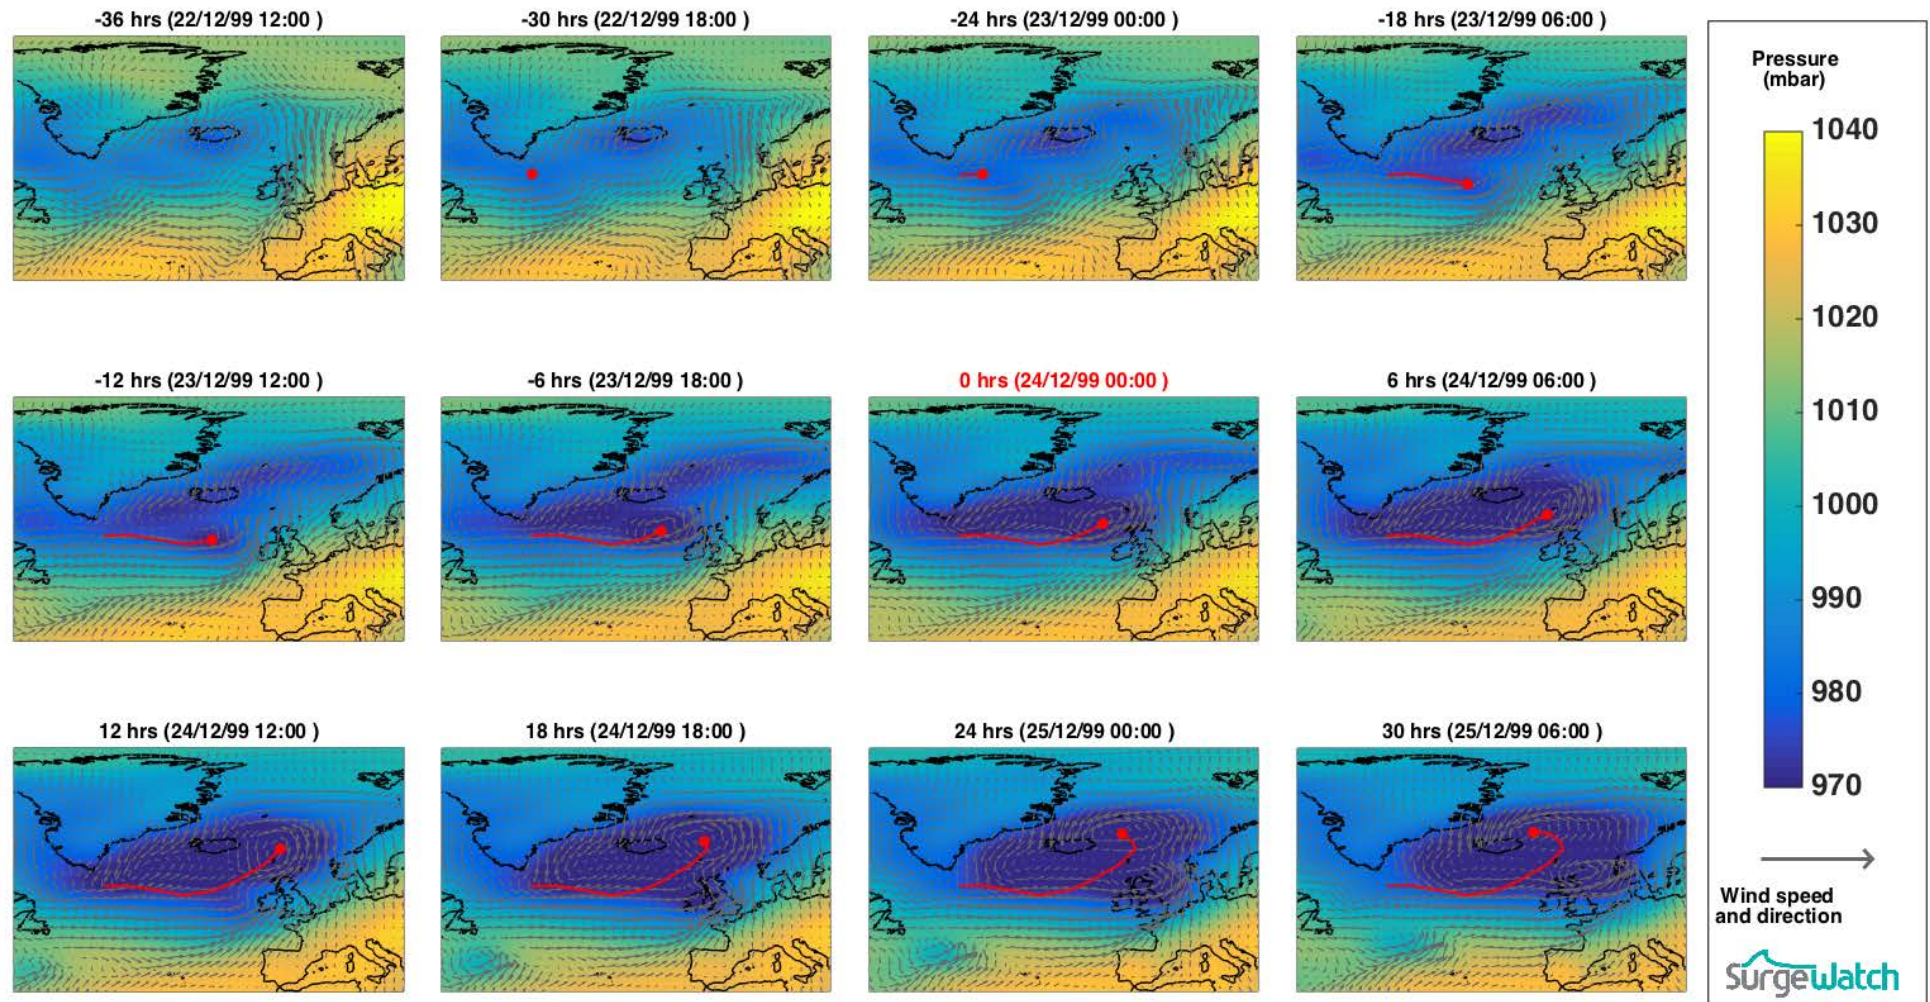 -36 hrs (22/12/99 12:00 )
-30 hrs (22/12/99 18:00 )
-24 hrs (23/12/99 00:00 )
-18 hrs (23/12/99 06:00 )
-12 hrs (23/12/99 12:00 )
-6 hrs (23/12/99 18:00 )
0 hrs (24/12/99 00:00 )
6 hrs (24/12/99 06:00 )
12 hrs (24/12/99 12:00 )
18 hrs (24/12/99 18:00 )
24 hrs (25/12/99 00:00 )
30 hrs (25/12/99 06:00 )
Pressure
(mbar)
1040
1030
1020
1010
1000
990
980
970
Wind speed
and direction
Surgewatch